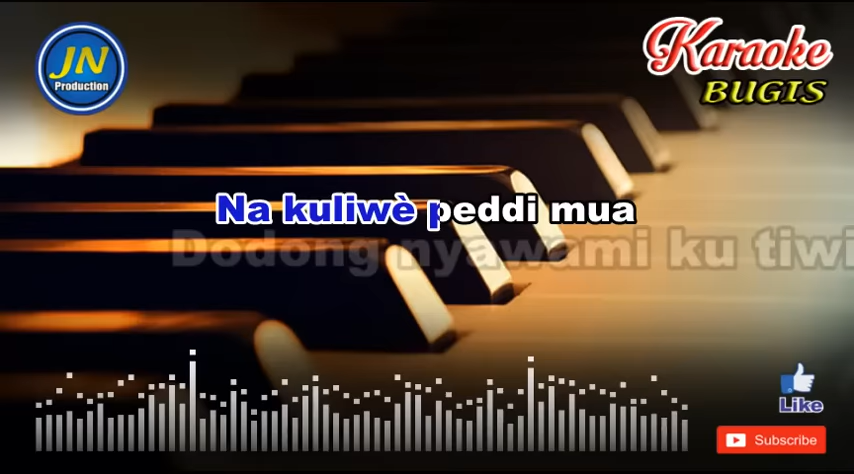 JN
Production
Karaoke
BUGIS
Na kuliwè peddi mua
Dodong nyawami ku tiwi
Like
Subscribe